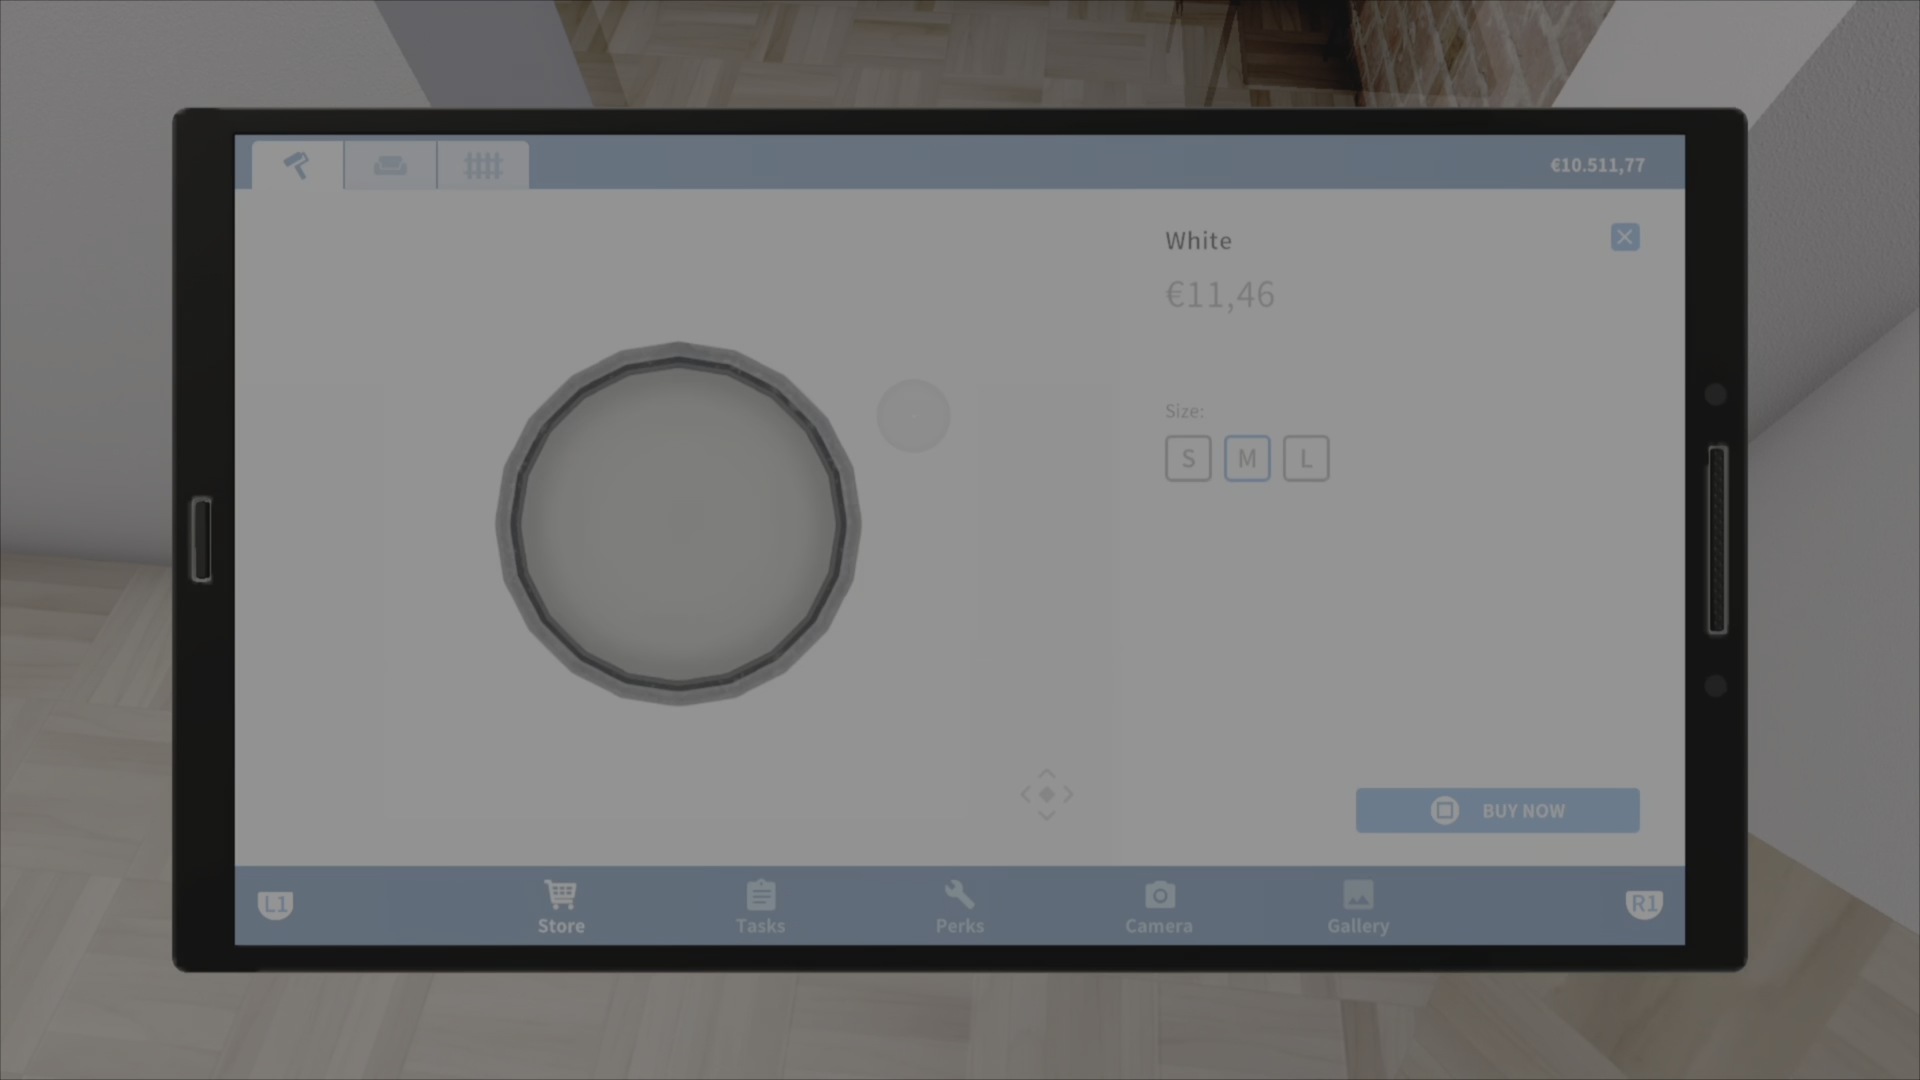 €10.511,77
White
€11,46
Size:
S M L
BUY NOW
L1
R1
Store Tasks Perks Camera Gallery